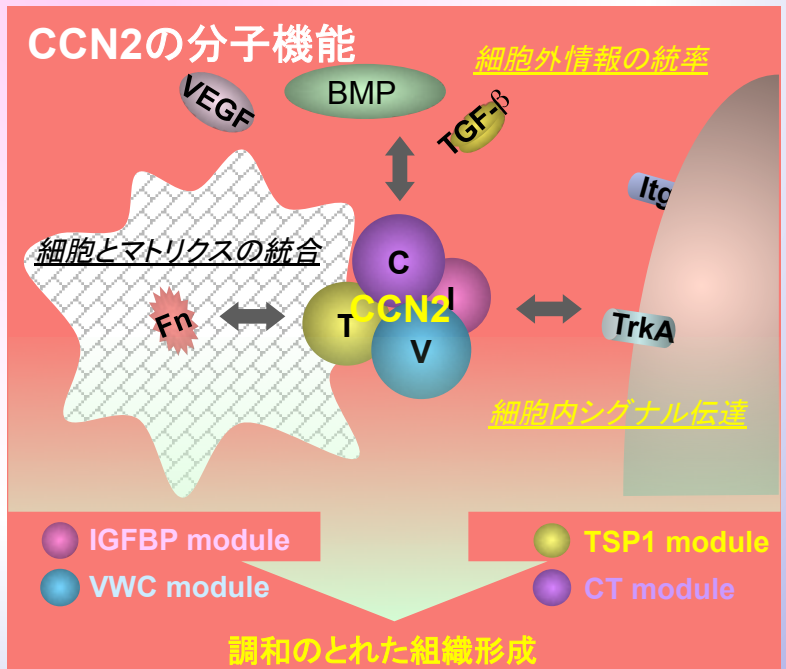 CCN2の分子機能
細胞外情報の統率
VEGF
BMP
TGF-β
Itg
細胞とマトリクスの統合
C
I
CCN2
T
V
Fn
TrkA
細胞内シグナル伝達
IGFBP module
TSP1 module
VWC module
CT module
調和のとれた組織形成